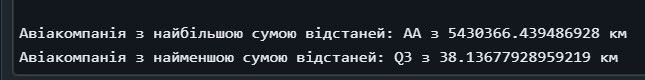 Авіакомпанія з найбільшою сумою відстаней: AA з 5430366.439486928 км
Авіакомпанія з найменшою сумою відстаней: Q3 з 38.13677928959219 км